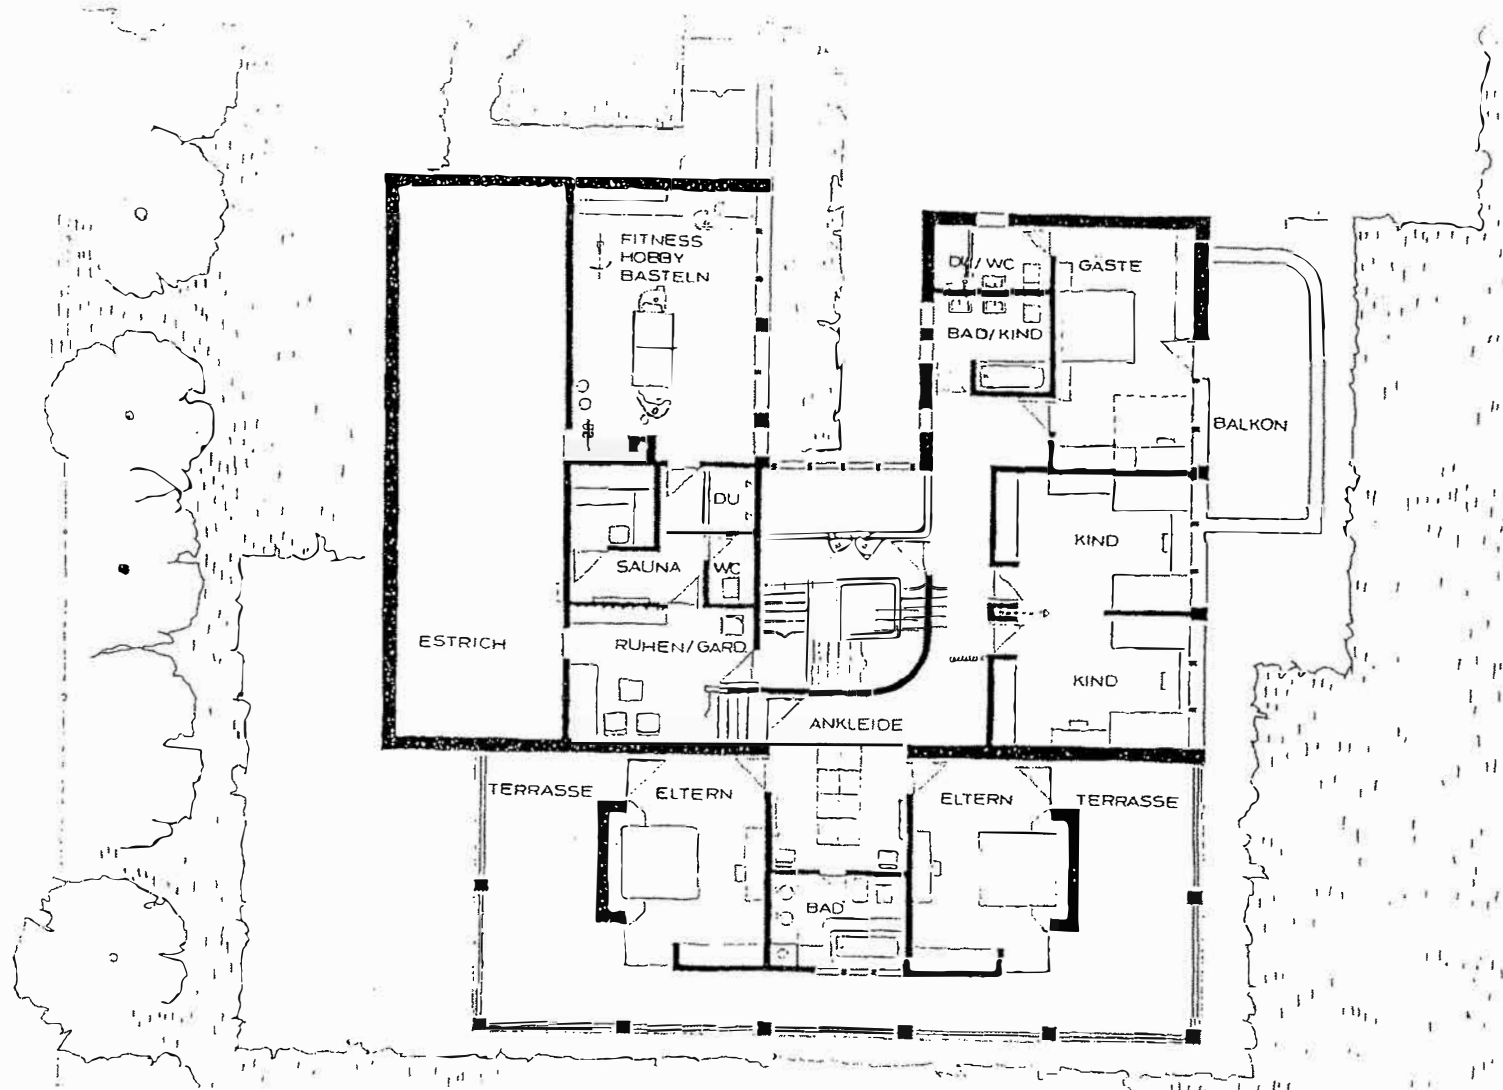 FITNESS
HOBBY
BASTELN
DU/WC
GÄSTE
BAD/KIND
BALKON
DU
SAUNA
WC
KIND
ESTRICH
RUHEN/GARD.
KIND
ANKLEIDE
TERRASSE
ELTERN
ELTERN
TERRASSE
BAD